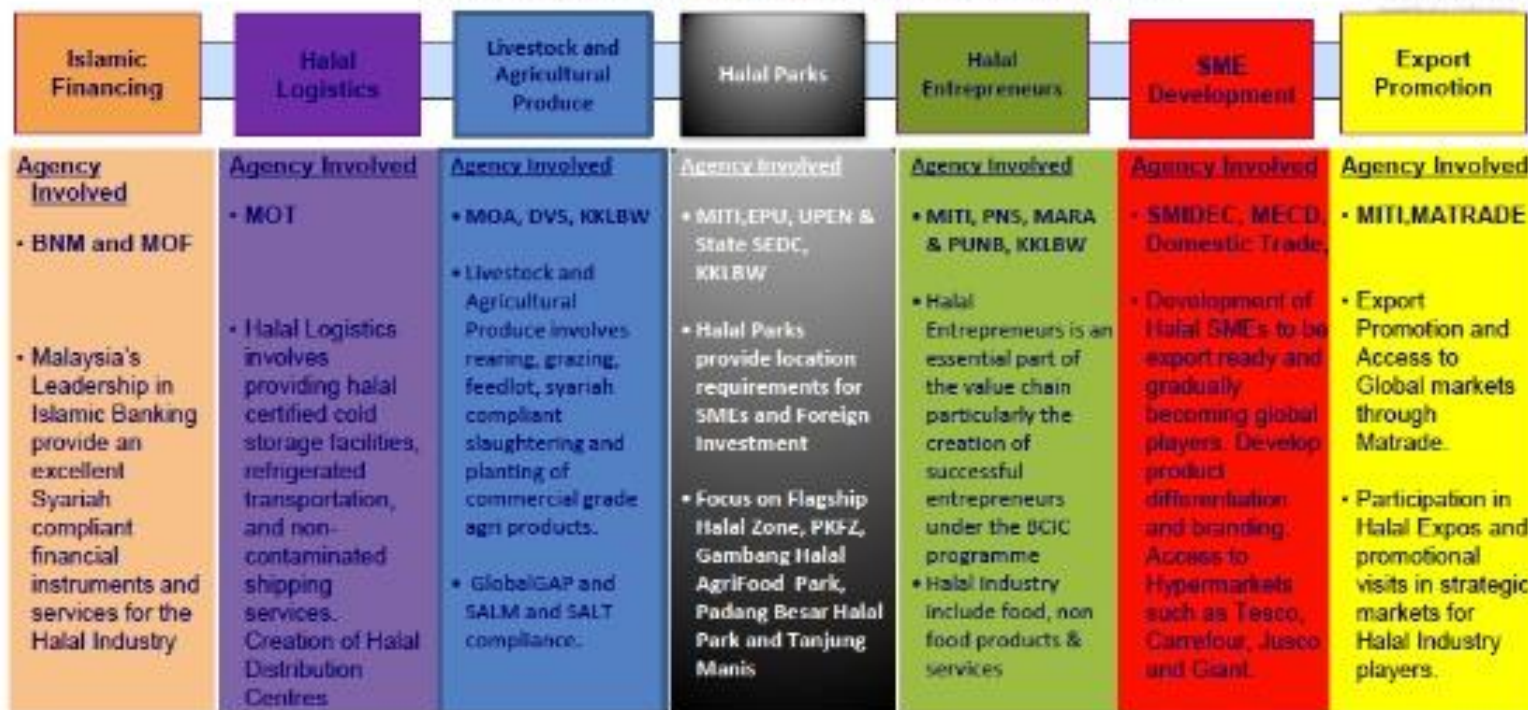 Islamic
Financing
Halal
Logistics
Livestock and
Agricultural
Produce
Halal Parks
Halal
Entrepreneurs
SME
Development
Export
Promotion
Agency
Involved
• BNM and MOF
• Malaysia's
Leadership in
Islamic Banking
provide an
excellent
Syariah
compliant
financial
instruments and
services for the
Halal Industry
Agency Involved
• MOT
• Halal Logistics
involves
providing halal
certified cold
storage facilities,
refrigerated
transportation,
and non-
contaminated
shipping
services.
Creation of Halal
Distribution
Centres
Agency Involved
• MOA, DVS, KKLBW
• Livestock and
Agricultural
Produce involves
rearing, grazing,
feedlot, syariah
compliant
slaughtering and
planting of
commercial grade
agri products.
• GlobalGAP and
SALM and SALT
compliance.
Agency Involved
• MITI,EPU, UPEN &
State SEDC,
KKLBW
• Halal Parks
provide location
requirements for
SMEs and Foreign
Investment
• Focus on Flagship
Halal Zone, PKFZ,
Gambang Halal
AgriFood Park,
Padang Besar Halal
Park and Tanjung
Manis
Agency Involved
• MITI, PNS, MARA
& PUNB, KKLBW
• Halal
Entrepreneurs is an
essential part of
the value chain
particularly the
creation of
successful
entrepreneurs
under the BCIC
programme
• Halal Industry
include food, non
food products &
services
Agency Involved
• SMIDEC, MECD,
Domestic Trade,
• Development of
Halal SMEs to be
export ready and
gradually
becoming global
players. Develop
product
differentiation
and branding.
Access to
Hypermarkets
such as Tesco,
Carrefour, Jusco
and Giant.
Agency Involved
• MITI,MATRADE
• Export
Promotion and
Access to
Global markets
through
Matrade.
• Participation in
Halal Expos and
promotional
visits in strategic
markets for
Halal Industry
players.